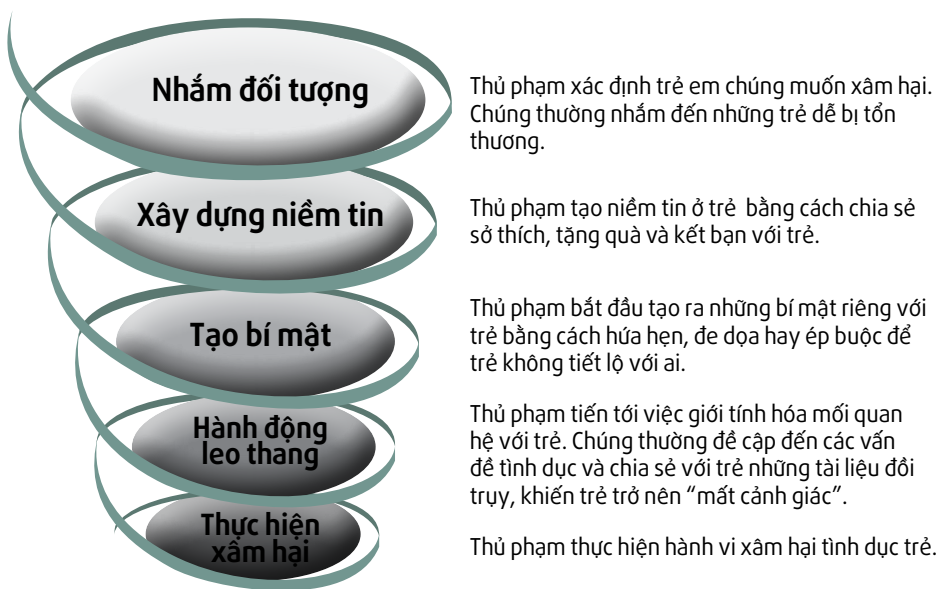 Nhắm đối tượng
Thủ phạm xác định trẻ em chúng muốn xâm hại.
Chúng thường nhắm đến những trẻ dễ bị tổn
thương.
Xây dựng niềm tin
Thủ phạm tạo niềm tin ở trẻ bằng cách chia sẻ
sở thích, tặng quà và kết bạn với trẻ.
Tạo bí mật
Thủ phạm bắt đầu tạo ra những bí mật riêng với
trẻ bằng cách hứa hẹn, đe dọa hay ép buộc để
trẻ không tiết lộ với ai.
Hành động
leo thang
Thủ phạm tiến tới việc giới tính hóa mối quan
hệ với trẻ. Chúng thường đề cập đến các vấn
đề tình dục và chia sẻ với trẻ những tài liệu đồi
trụy, khiến trẻ trở nên “mất cảnh giác”.
Thực hiện
xâm hại
Thủ phạm thực hiện hành vi xâm hại tình dục trẻ.